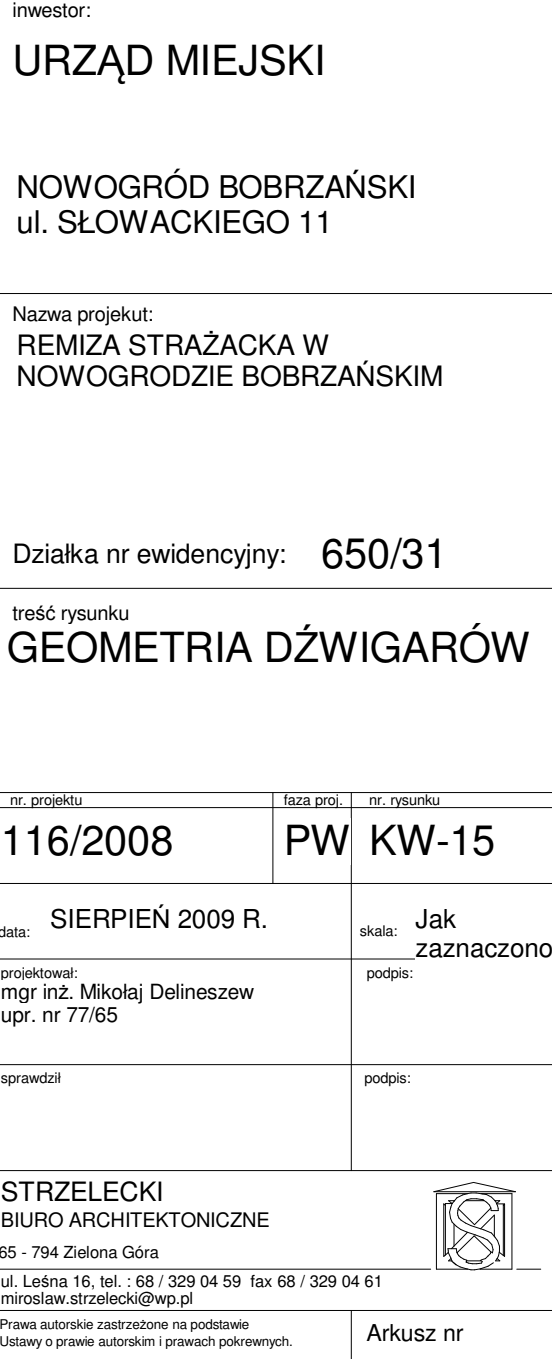 inwestor:
URZĄD MIEJSKI
NOWOGRÓD BOBRZAŃSKI
ul. SŁOWACKIEGO 11
Nazwa projekut:
REMIZA STRAŻACKA W
NOWOGRODZIE BOBRZAŃSKIM
Działka nr ewidencyjny: 650/31
treść rysunku
GEOMETRIA DŹWIGARÓW
nr. projektu faza proj. nr. rysunku
116/2008 PW KW-15
data: SIERPIEŃ 2009 R. skala: Jak
zaznaczono
projektował: podpis:
mgr inż. Mikołaj Delineszew
upr. nr 77/65
sprawdził podpis:
STRZELECKI
BIURO ARCHITEKTONICZNE
65 - 794 Zielona Góra
ul. Leśna 16, tel. : 68 / 329 04 59 fax 68 / 329 04 61
miroslaw.strzelecki@wp.pl
Prawa autorskie zastrzeżone na podstawie
Ustawy o prawie autorskim i prawach pokrewnych.
Arkusz nr